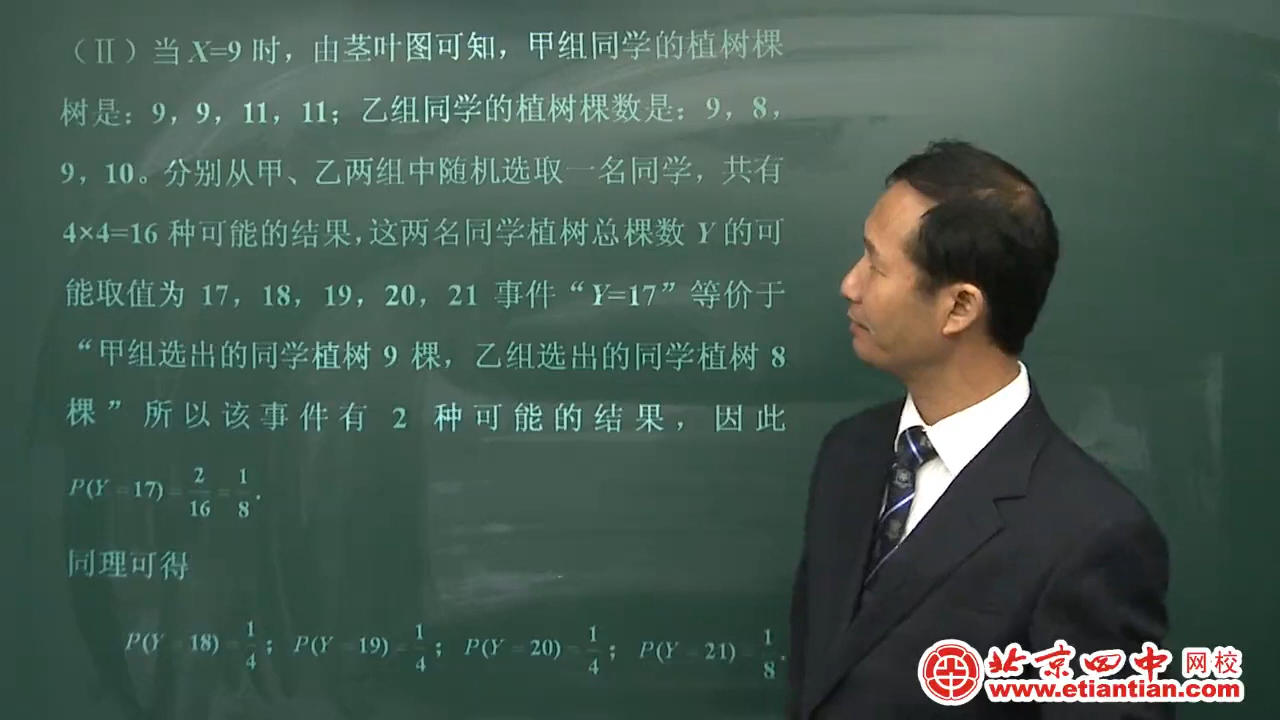 （Ⅱ）当 X=9 时，由茎叶图可知，甲组同学的植树棵
树是：9，9，11，11；乙组同学的植树棵数是：9，8，
9，10。分别从甲、乙两组中随机选取一名同学，共有
4×4=16 种可能的结果，这两名同学植树总棵数 Y 的可
能取值为 17，18，19，20，21 事件“Y=17”等价于
“甲组选出的同学植树 9 棵，乙组选出的同学植树 8
棵”所以该事件有 2 种可能的结果，因此
P(Y=17)=2/16=1/8.
同理可得
P(Y=18)=1/4；P(Y=19)=1/4；P(Y=20)=1/4；P(Y=21)=1/8.
北京四中网校
www.etiantian.com